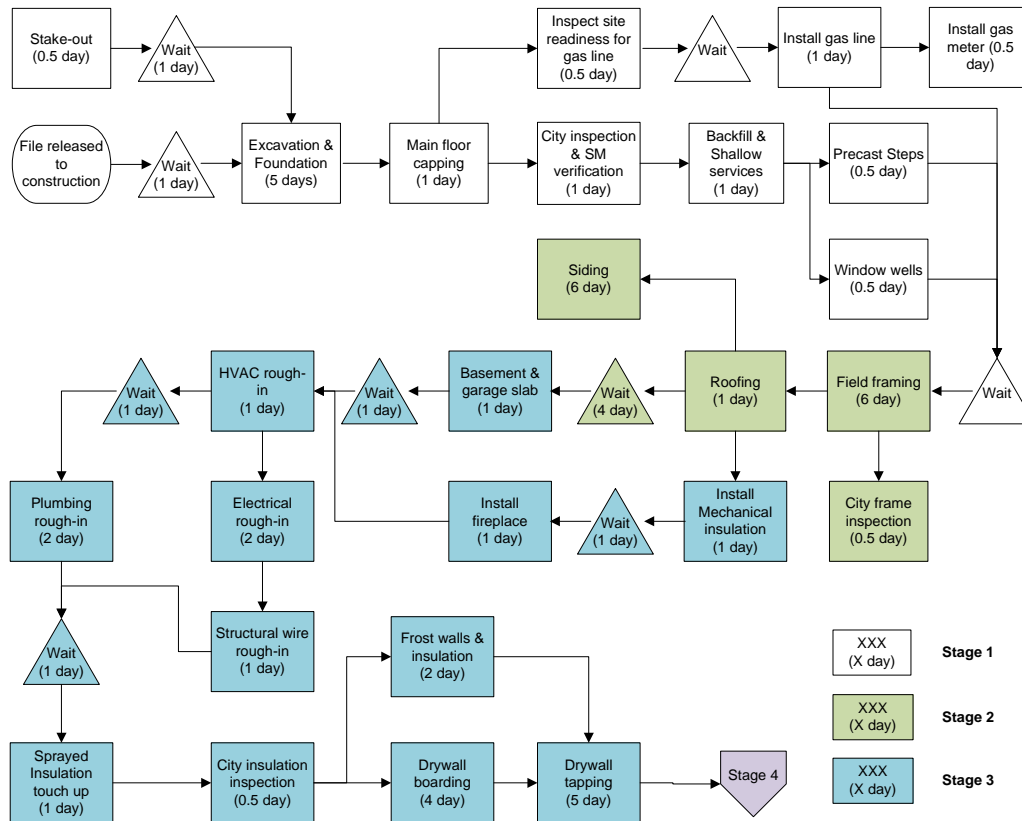 Stake-out
(0.5 day)
Wait
(1 day)
Inspect site
readiness for
gas line
(0.5 day)
Wait
Install gas line
(1 day)
Install gas
meter (0.5
day)
File released
to
construction
Wait
(1 day)
Excavation &
Foundation
(5 days)
Main floor
capping
(1 day)
City inspection
& SM
verification
(1 day)
Backfill &
Shallow
services
(1 day)
Precast Steps
(0.5 day)
Siding
(6 day)
Window wells
(0.5 day)
Wait
(1 day)
HVAC rough-
in
(1 day)
Wait
(1 day)
Basement &
garage slab
(1 day)
Wait
(4 day)
Roofing
(1 day)
Field framing
(6 day)
Wait
Plumbing
rough-in
(2 day)
Electrical
rough-in
(2 day)
Install
fireplace
(1 day)
Wait
(1 day)
Install
Mechanical
insulation
(1 day)
City frame
inspection
(0.5 day)
Wait
(1 day)
Structural wire
rough-in
(1 day)
Frost walls &
insulation
(2 day)
XXX
(X day)
Stage 1
XXX
(X day)
Stage 2
Sprayed
Insulation
touch up
(1 day)
City insulation
inspection
(0.5 day)
Drywall
boarding
(4 day)
Drywall
tapping
(5 day)
Stage 4
XXX
(X day)
Stage 3